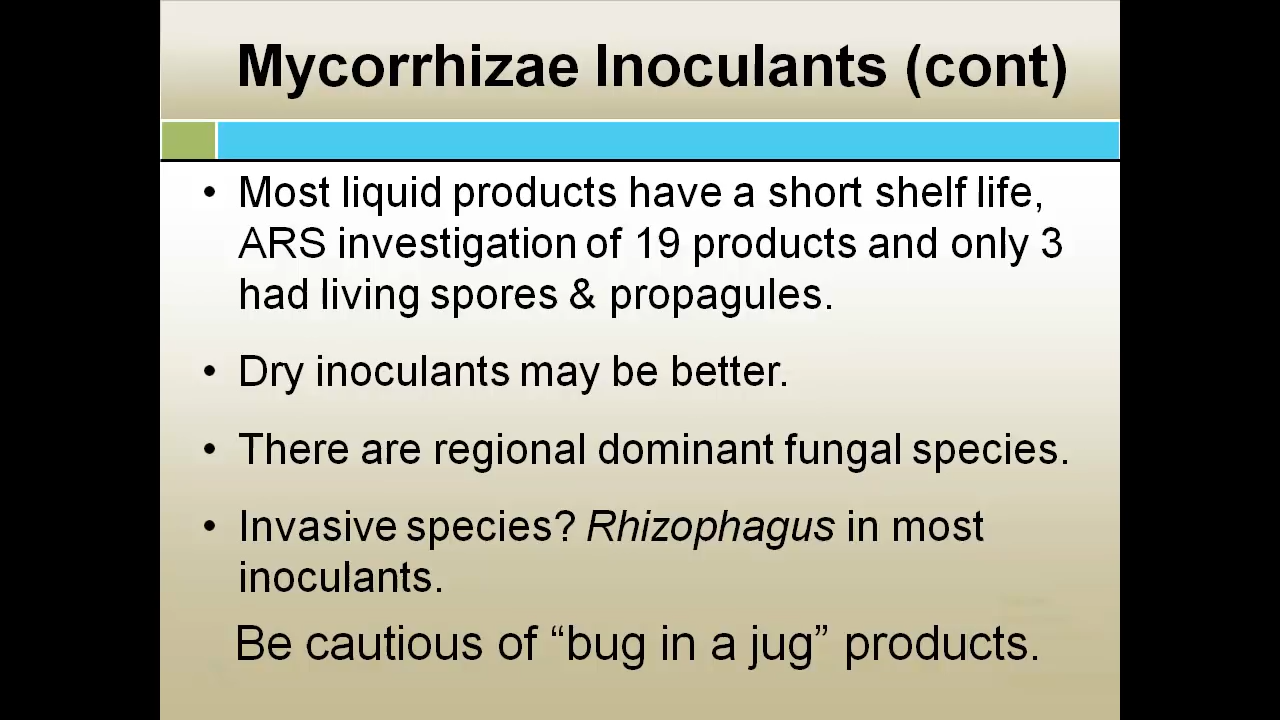 Mycorrhizae Inoculants (cont)
• Most liquid products have a short shelf life,
ARS investigation of 19 products and only 3
had living spores & propagules.
• Dry inoculants may be better.
• There are regional dominant fungal species.
• Invasive species? Rhizophagus in most
inoculants.
Be cautious of “bug in a jug” products.